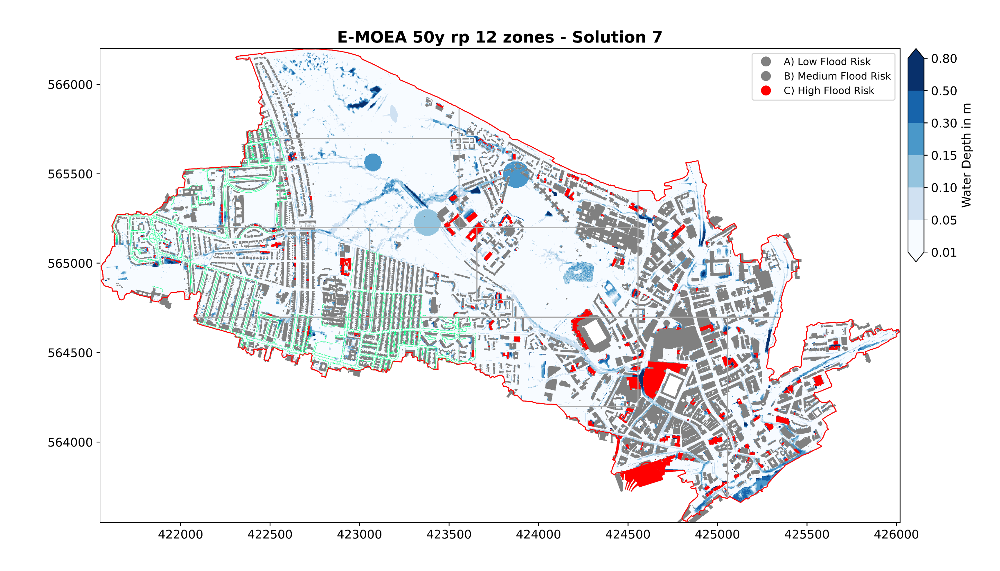 E-MOEA 50y rp 12 zones - Solution 7
A) Low Flood Risk
B) Medium Flood Risk
C) High Flood Risk
0.80
0.50
0.30
0.15
0.10
0.05
0.01
Water Depth in m
566000
565500
565000
564500
564000
422000 422500 423000 423500 424000 424500 425000 425500 426000